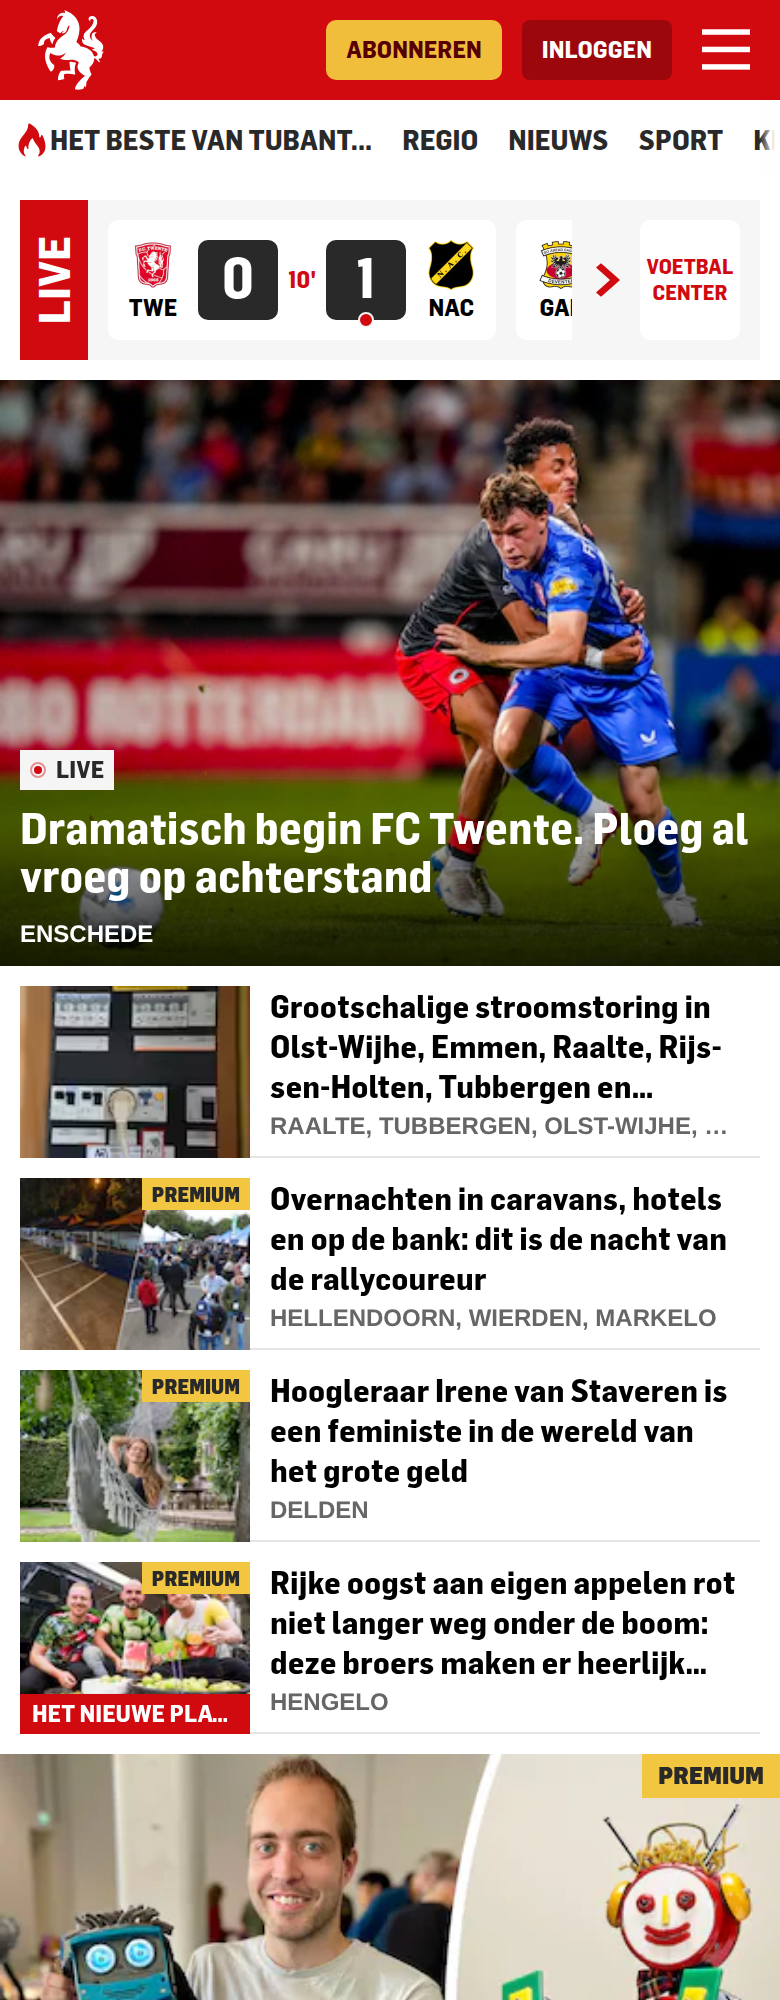 ABONNEREN
INLOGGEN
HET BESTE VAN TUBANT...
REGIO
NIEUWS
SPORT
LIVE
TWE
0
10'
1
NAC
VOETBAL
CENTER
ROTTERDAM
LIVE
Dramatisch begin FC Twente. Ploeg al
vroeg op achterstand
ENSCHEDE
Grootschalige stroomstoring in
Olst-Wijhe, Emmen, Raalte, Rijs-
sen-Holten, Tubbergen en...
RAALTE, TUBBERGEN, OLST-WIJHE, ...
PREMIUM
Overnachten in caravans, hotels
en op de bank: dit is de nacht van
de rallycoureur
HELLENDOORN, WIERDEN, MARKELO
PREMIUM
Hoogleraar Irene van Staveren is
een feministe in de wereld van
het grote geld
DELDEN
PREMIUM
HET NIEUWE PLA...
Rijke oogst aan eigen appelen rot
niet langer weg onder de boom:
deze broers maken er heerlijk...
HENGELO
PREMIUM